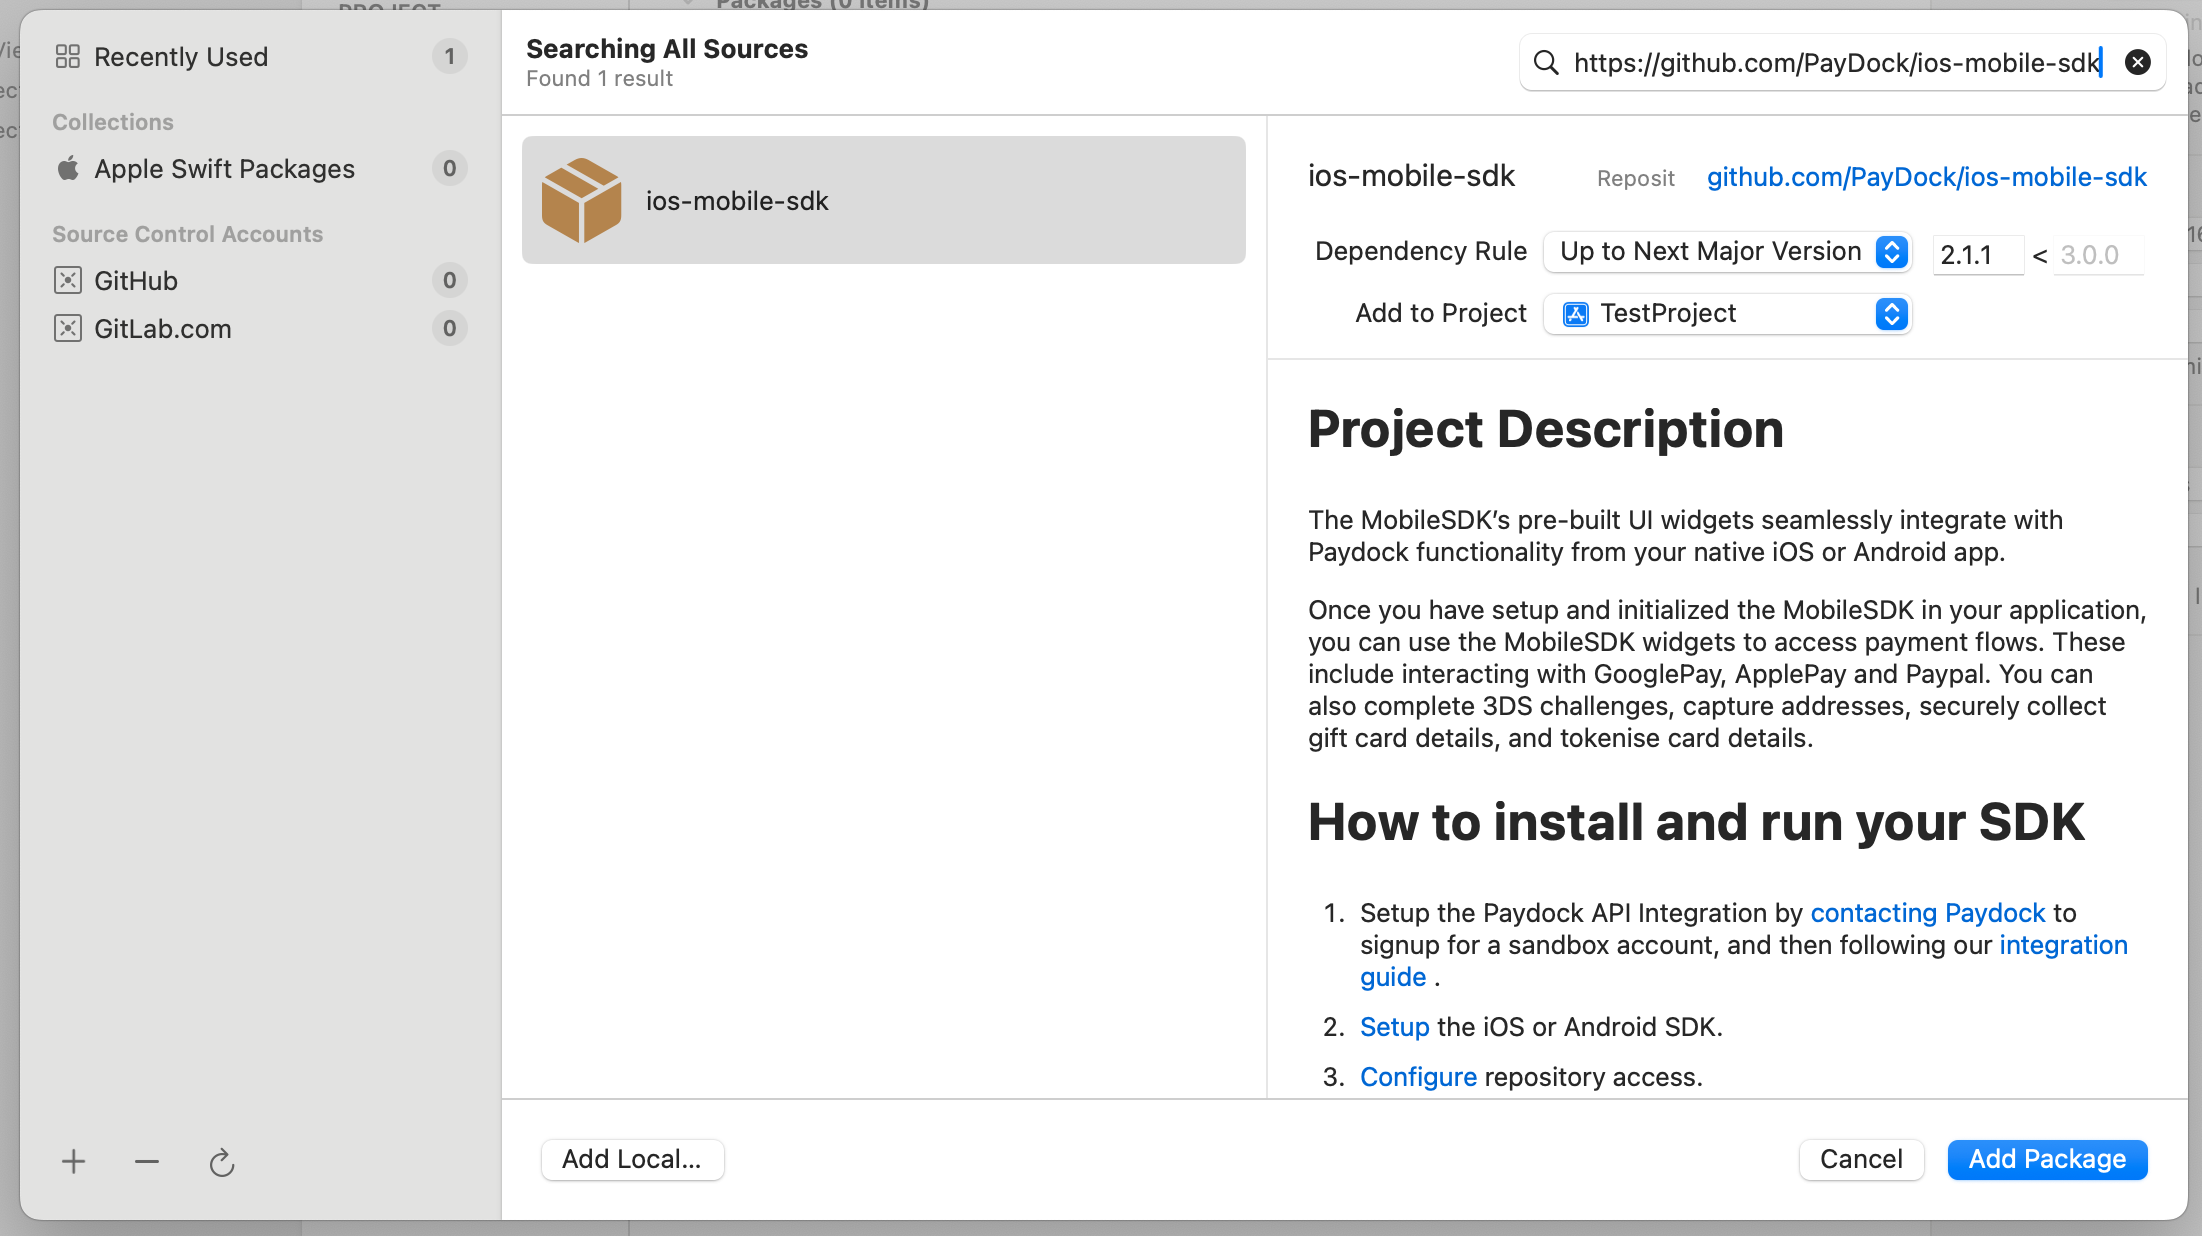 Packages (0 items)
Recently Used 1
Collections
Apple Swift Packages 0
Source Control Accounts
GitHub 0
GitLab.com 0
Searching All Sources
Found 1 result
https://github.com/PayDock/ios-mobile-sdk
ios-mobile-sdk
ios-mobile-sdk Reposit github.com/PayDock/ios-mobile-sdk
Dependency Rule Up to Next Major Version 2.1.1 < 3.0.0
Add to Project TestProject
Project Description
The MobileSDK’s pre-built UI widgets seamlessly integrate with
Paydock functionality from your native iOS or Android app.
Once you have setup and initialized the MobileSDK in your application,
you can use the MobileSDK widgets to access payment flows. These
include interacting with GooglePay, ApplePay and Paypal. You can
also complete 3DS challenges, capture addresses, securely collect
gift card details, and tokenise card details.
How to install and run your SDK
1. Setup the Paydock API Integration by contacting Paydock to
signup for a sandbox account, and then following our integration
guide .
2. Setup the iOS or Android SDK.
3. Configure repository access.
Add Local...
Cancel
Add Package